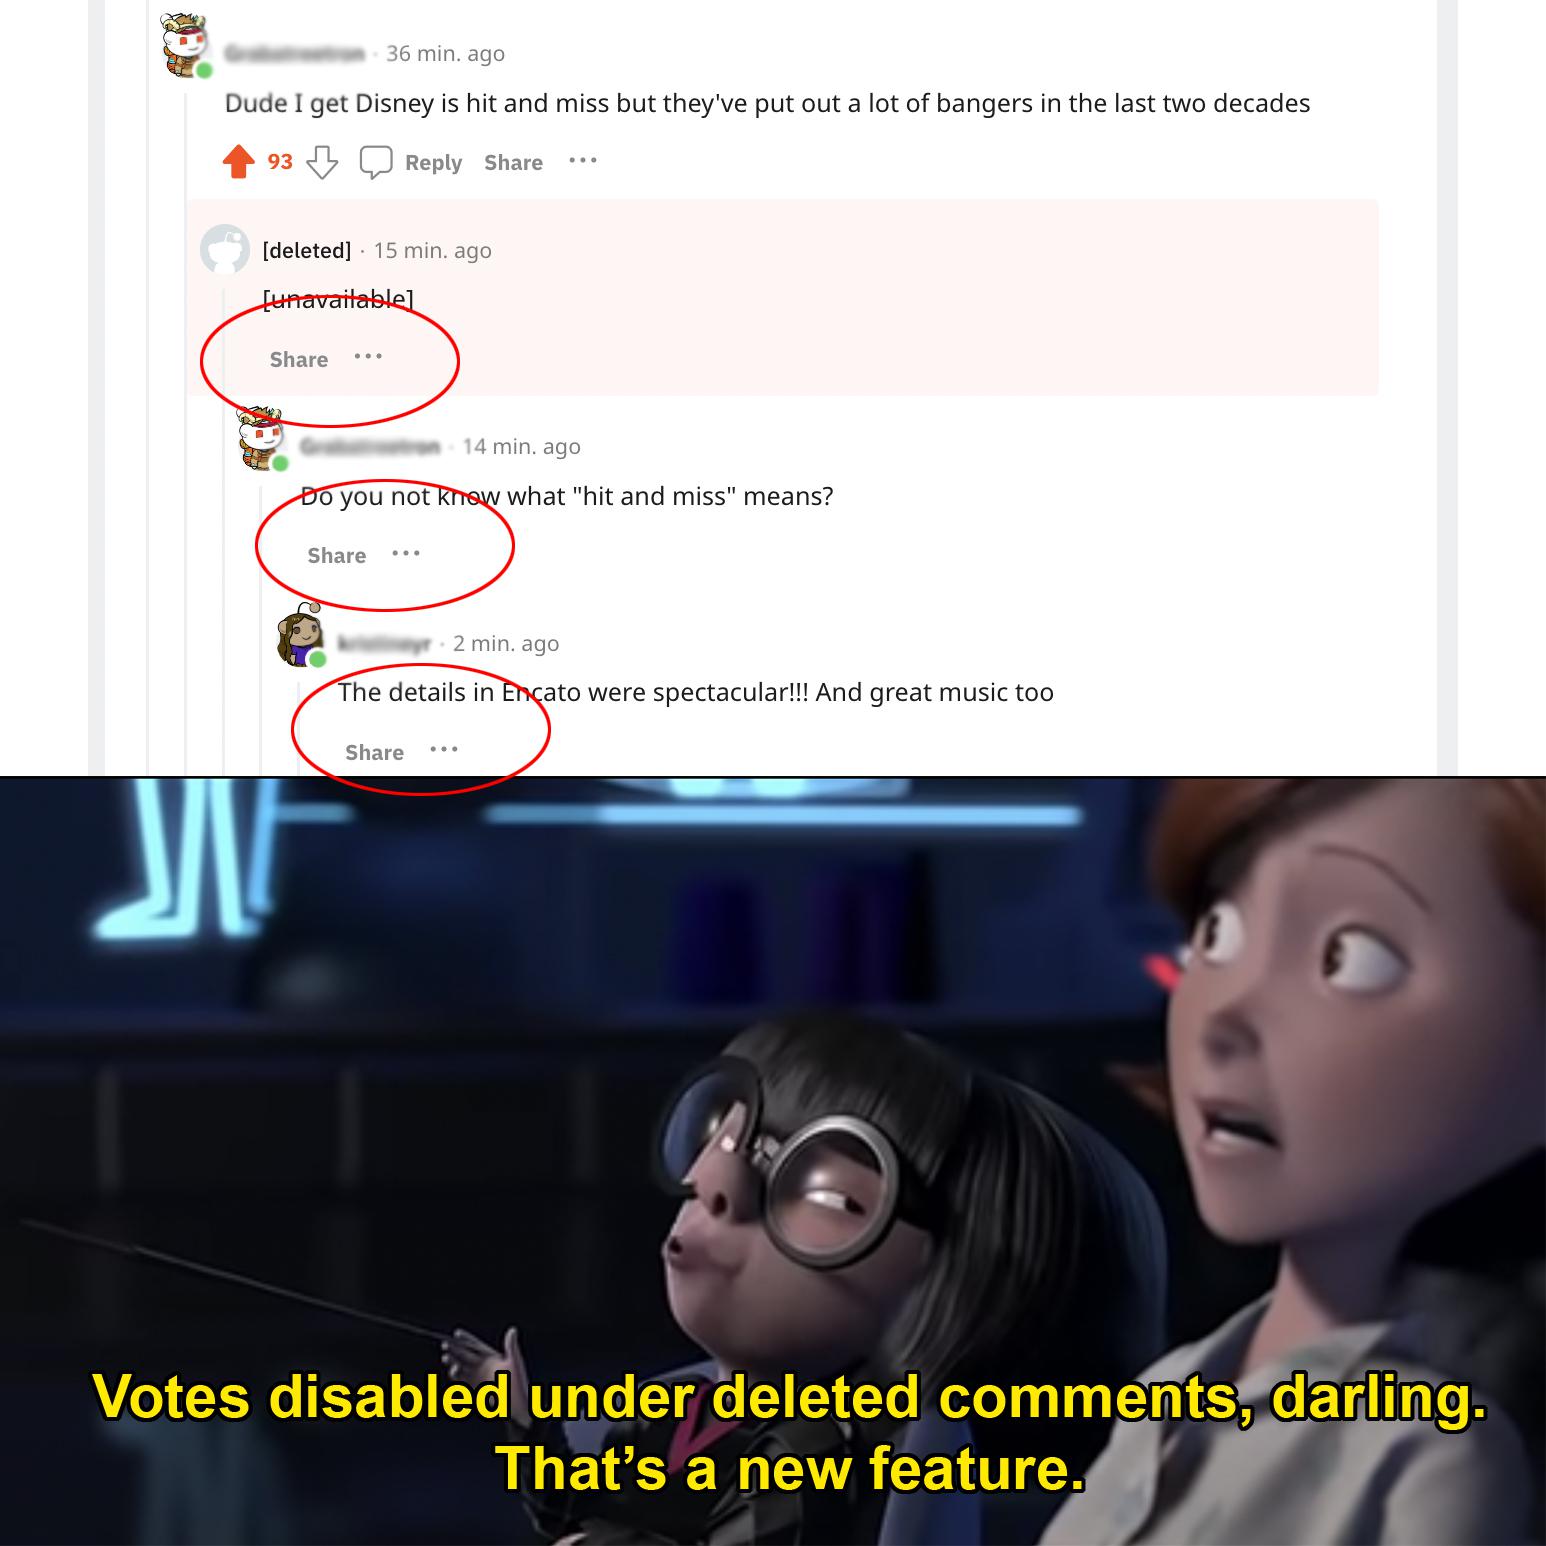 · 36 min. ago
Dude I get Disney is hit and miss but they've put out a lot of bangers in the last two decades
93 Reply Share ···
[deleted] · 15 min. ago
[unavailable]
Share ···
· 14 min. ago
Do you not know what "hit and miss" means?
Share ···
· 2 min. ago
The details in Encato were spectacular!!! And great music too
Share ···
Votes disabled under deleted comments, darling.
That’s a new feature.